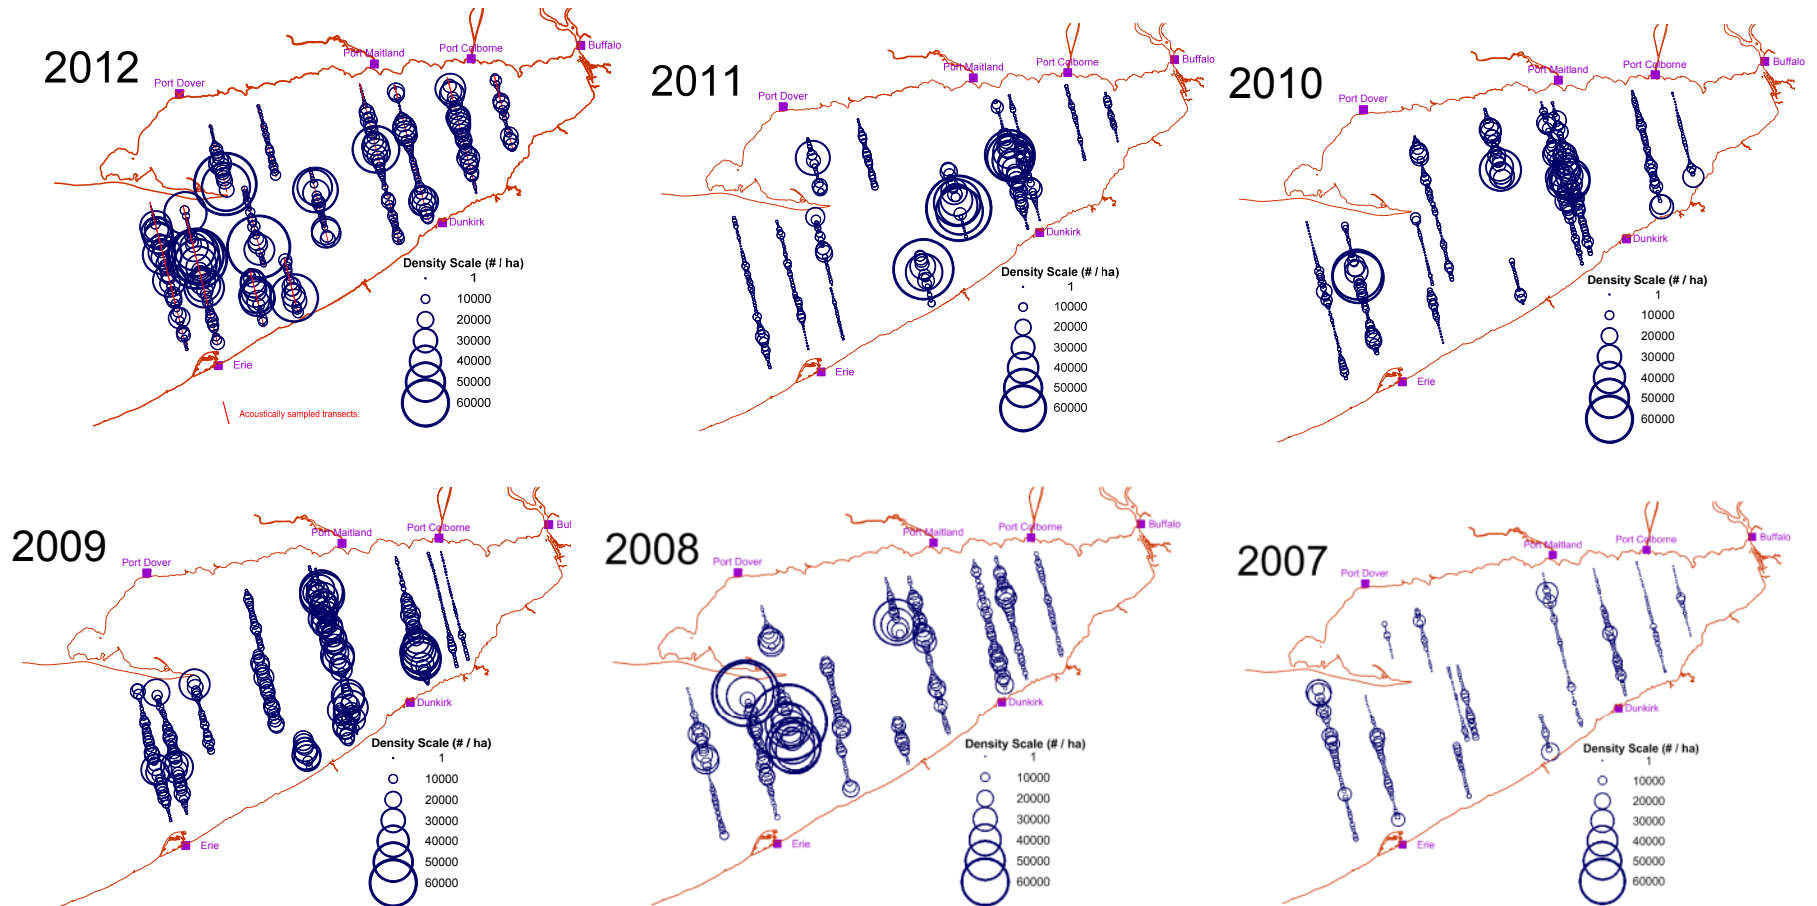 2012
Port Dover
Port Maitland
Port Colborne
Buffalo
Dunkirk
Density Scale (# / ha)
1
10000
20000
30000
40000
50000
60000
Erie
Acoustically sampled transects.
2011
Port Dover
Port Maitland
Port Colborne
Buffalo
Dunkirk
Density Scale (# / ha)
1
10000
20000
30000
40000
50000
60000
Erie
2010
Port Dover
Port Maitland
Port Colborne
Buffalo
Dunkirk
Density Scale (# / ha)
1
10000
20000
30000
40000
50000
60000
Erie
2009
Port Dover
Port Maitland
Port Colborne
Bul
Dunkirk
Density Scale (# / ha)
1
10000
20000
30000
40000
50000
60000
Erie
2008
Port Dover
Port Maitland
Port Colborne
Buffalo
Dunkirk
Density Scale (# / ha)
1
10000
20000
30000
40000
50000
60000
Erie
2007
Port Dover
Port Maitland
Port Colborne
Buffalo
Dunkirk
Density Scale (# / ha)
1
10000
20000
30000
40000
50000
60000
Erie